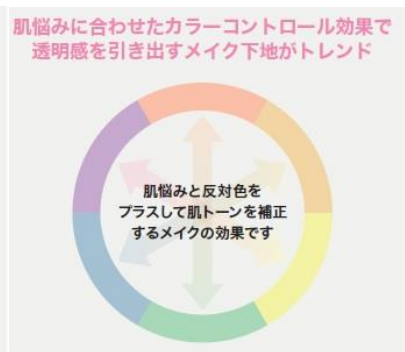 肌悩みに合わせたカラーコントロール効果で
透明感を引き出すメイク下地がトレンド
肌悩みと反対色を
プラスして肌トーンを補正
するメイクの効果です